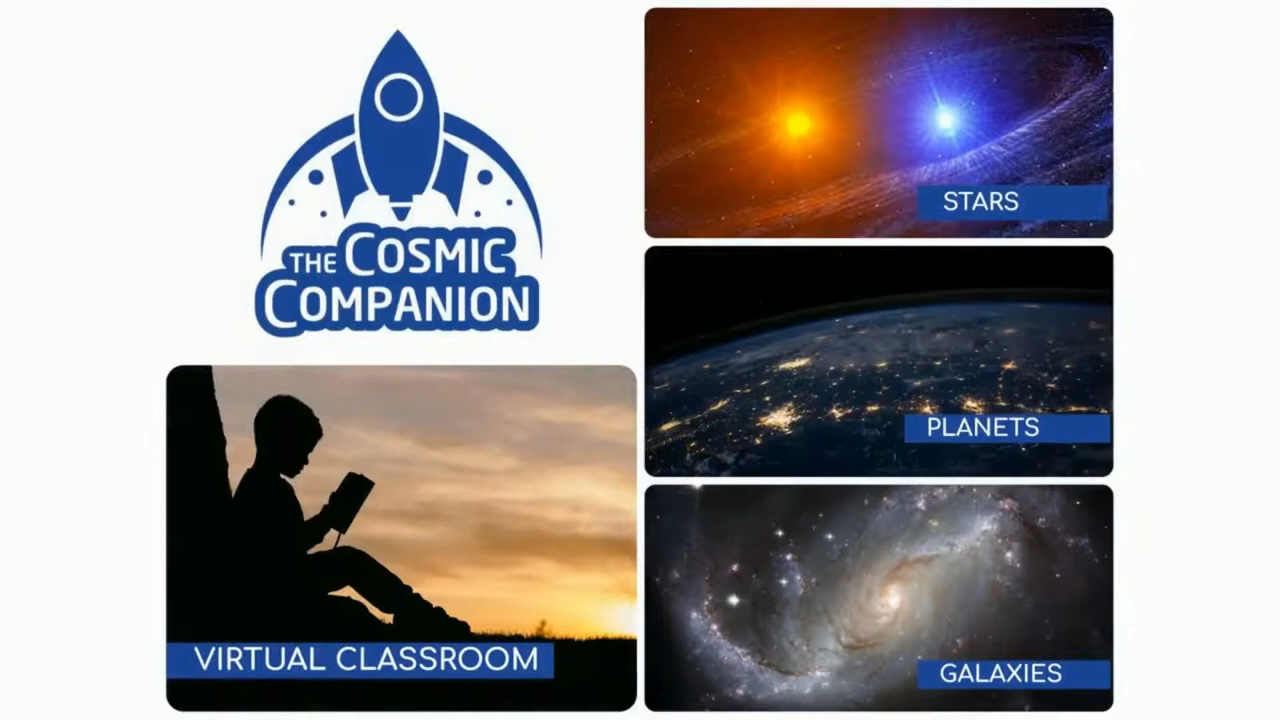 THE COSMIC
COMPANION
VIRTUAL CLASSROOM
STARS
PLANETS
GALAXIES